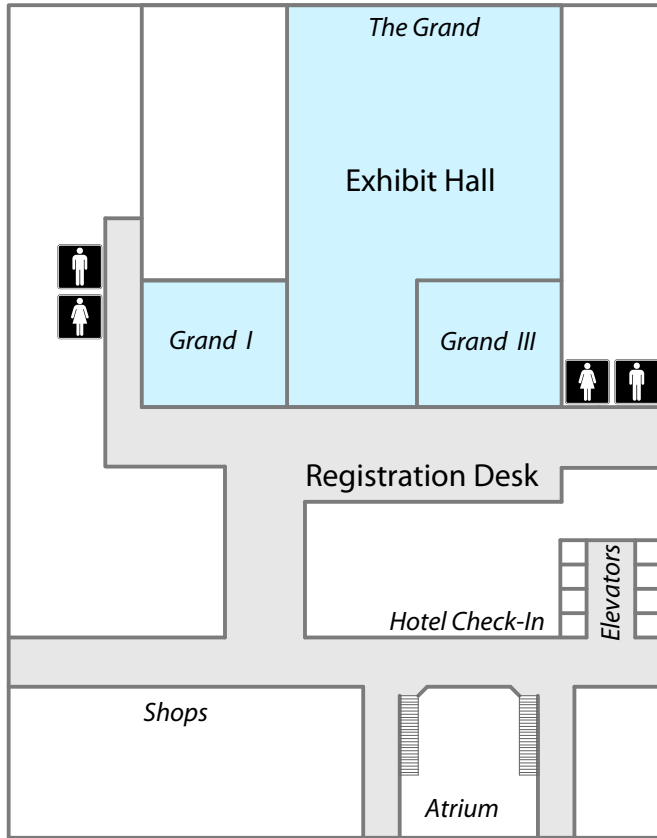 The Grand
Exhibit Hall
Grand I
Grand III
Registration Desk
Elevators
Hotel Check-In
Shops
Atrium